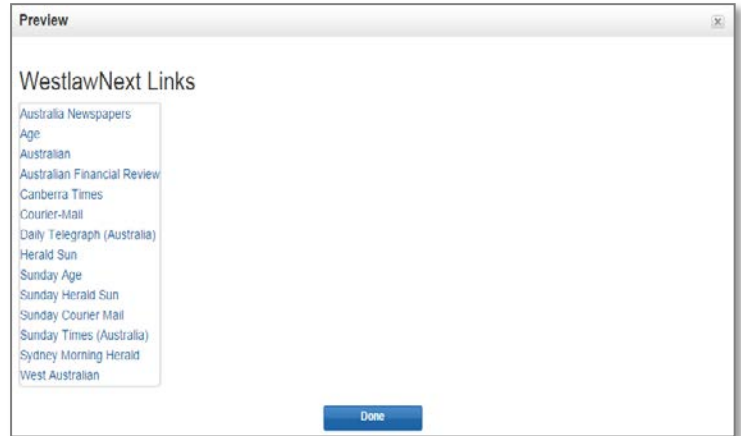 Preview
WestlawNext Links
Australia Newspapers
Age
Australian
Australian Financial Review
Canberra Times
Courier-Mail
Daily Telegraph (Australia)
Herald Sun
Sunday Age
Sunday Herald Sun
Sunday Courier Mail
Sunday Times (Australia)
Sydney Morning Herald
West Australian
Done